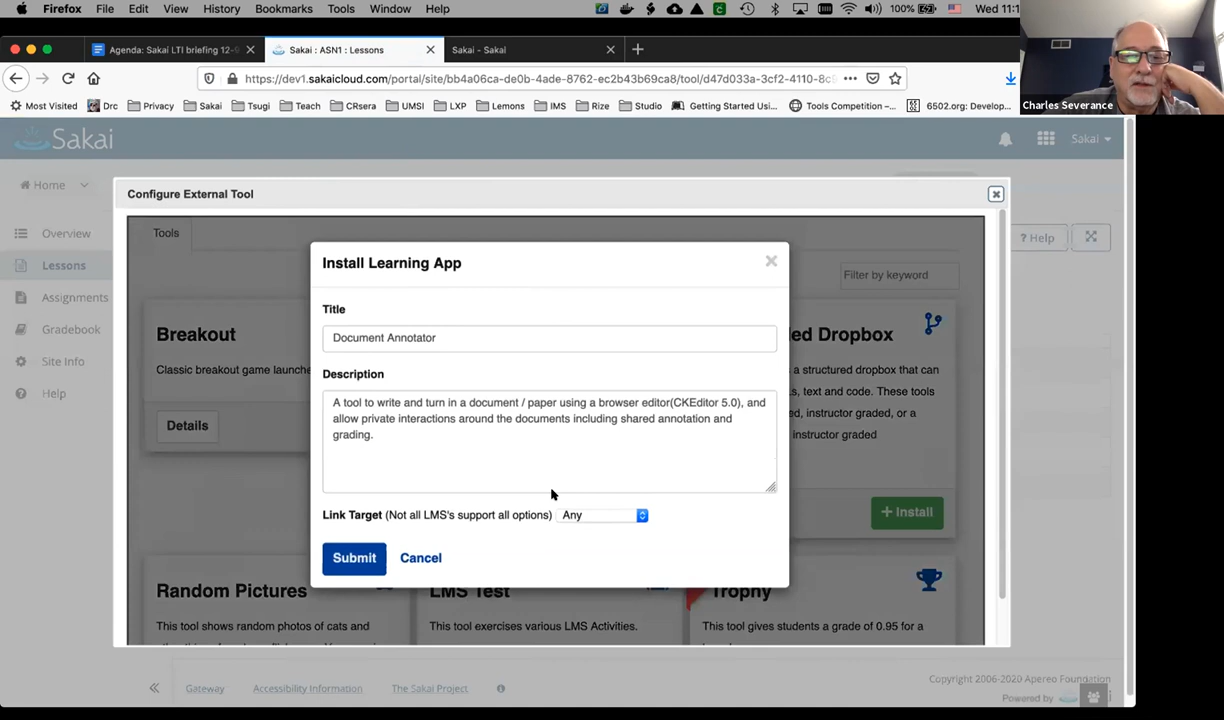 Firefox File Edit View History Bookmarks Tools Window Help 100% Wed 11:1
Agenda: Sakai LTI briefing 12- Sakai : ASN1 : Lessons Sakai - Sakai
https://dev1.sakaicloud.com/portal/site/bb4a06ca-de0b-4ade-8762-ec2b43b69ca8/tool/d47d033a-3cf2-4110-8c
Most Visited Drc Privacy Sakai Tsugi Teach CRsera UMSI LXP Lemons IMS Rize Studio Getting Started Usi... Tools Competition –... 6502.org: Develop...
Charles Severance
Sakai Sakai
Home
Overview
Lessons
Assignments
Gradebook
Site Info
Help
? Help
Configure External Tool
Tools
Filter by keyword
Breakout
Classic breakout game launche
Details
ed Dropbox
a structured dropbox that can
, text and code. These tools
, instructor graded, or a
instructor graded
+ Install
Install Learning App
Title
Document Annotator
Description
A tool to write and turn in a document / paper using a browser editor(CKEditor 5.0), and
allow private interactions around the documents including shared annotation and
grading.
Link Target (Not all LMS's support all options) Any
Submit Cancel
Random Pictures LMS Test Trophy
This tool shows random photos of cats and This tool exercises various LMS Activities. This tool gives students a grade of 0.95 for a
Gateway Accessibility Information The Sakai Project
Copyright 2006-2020 Apereo Foundation
Powered by